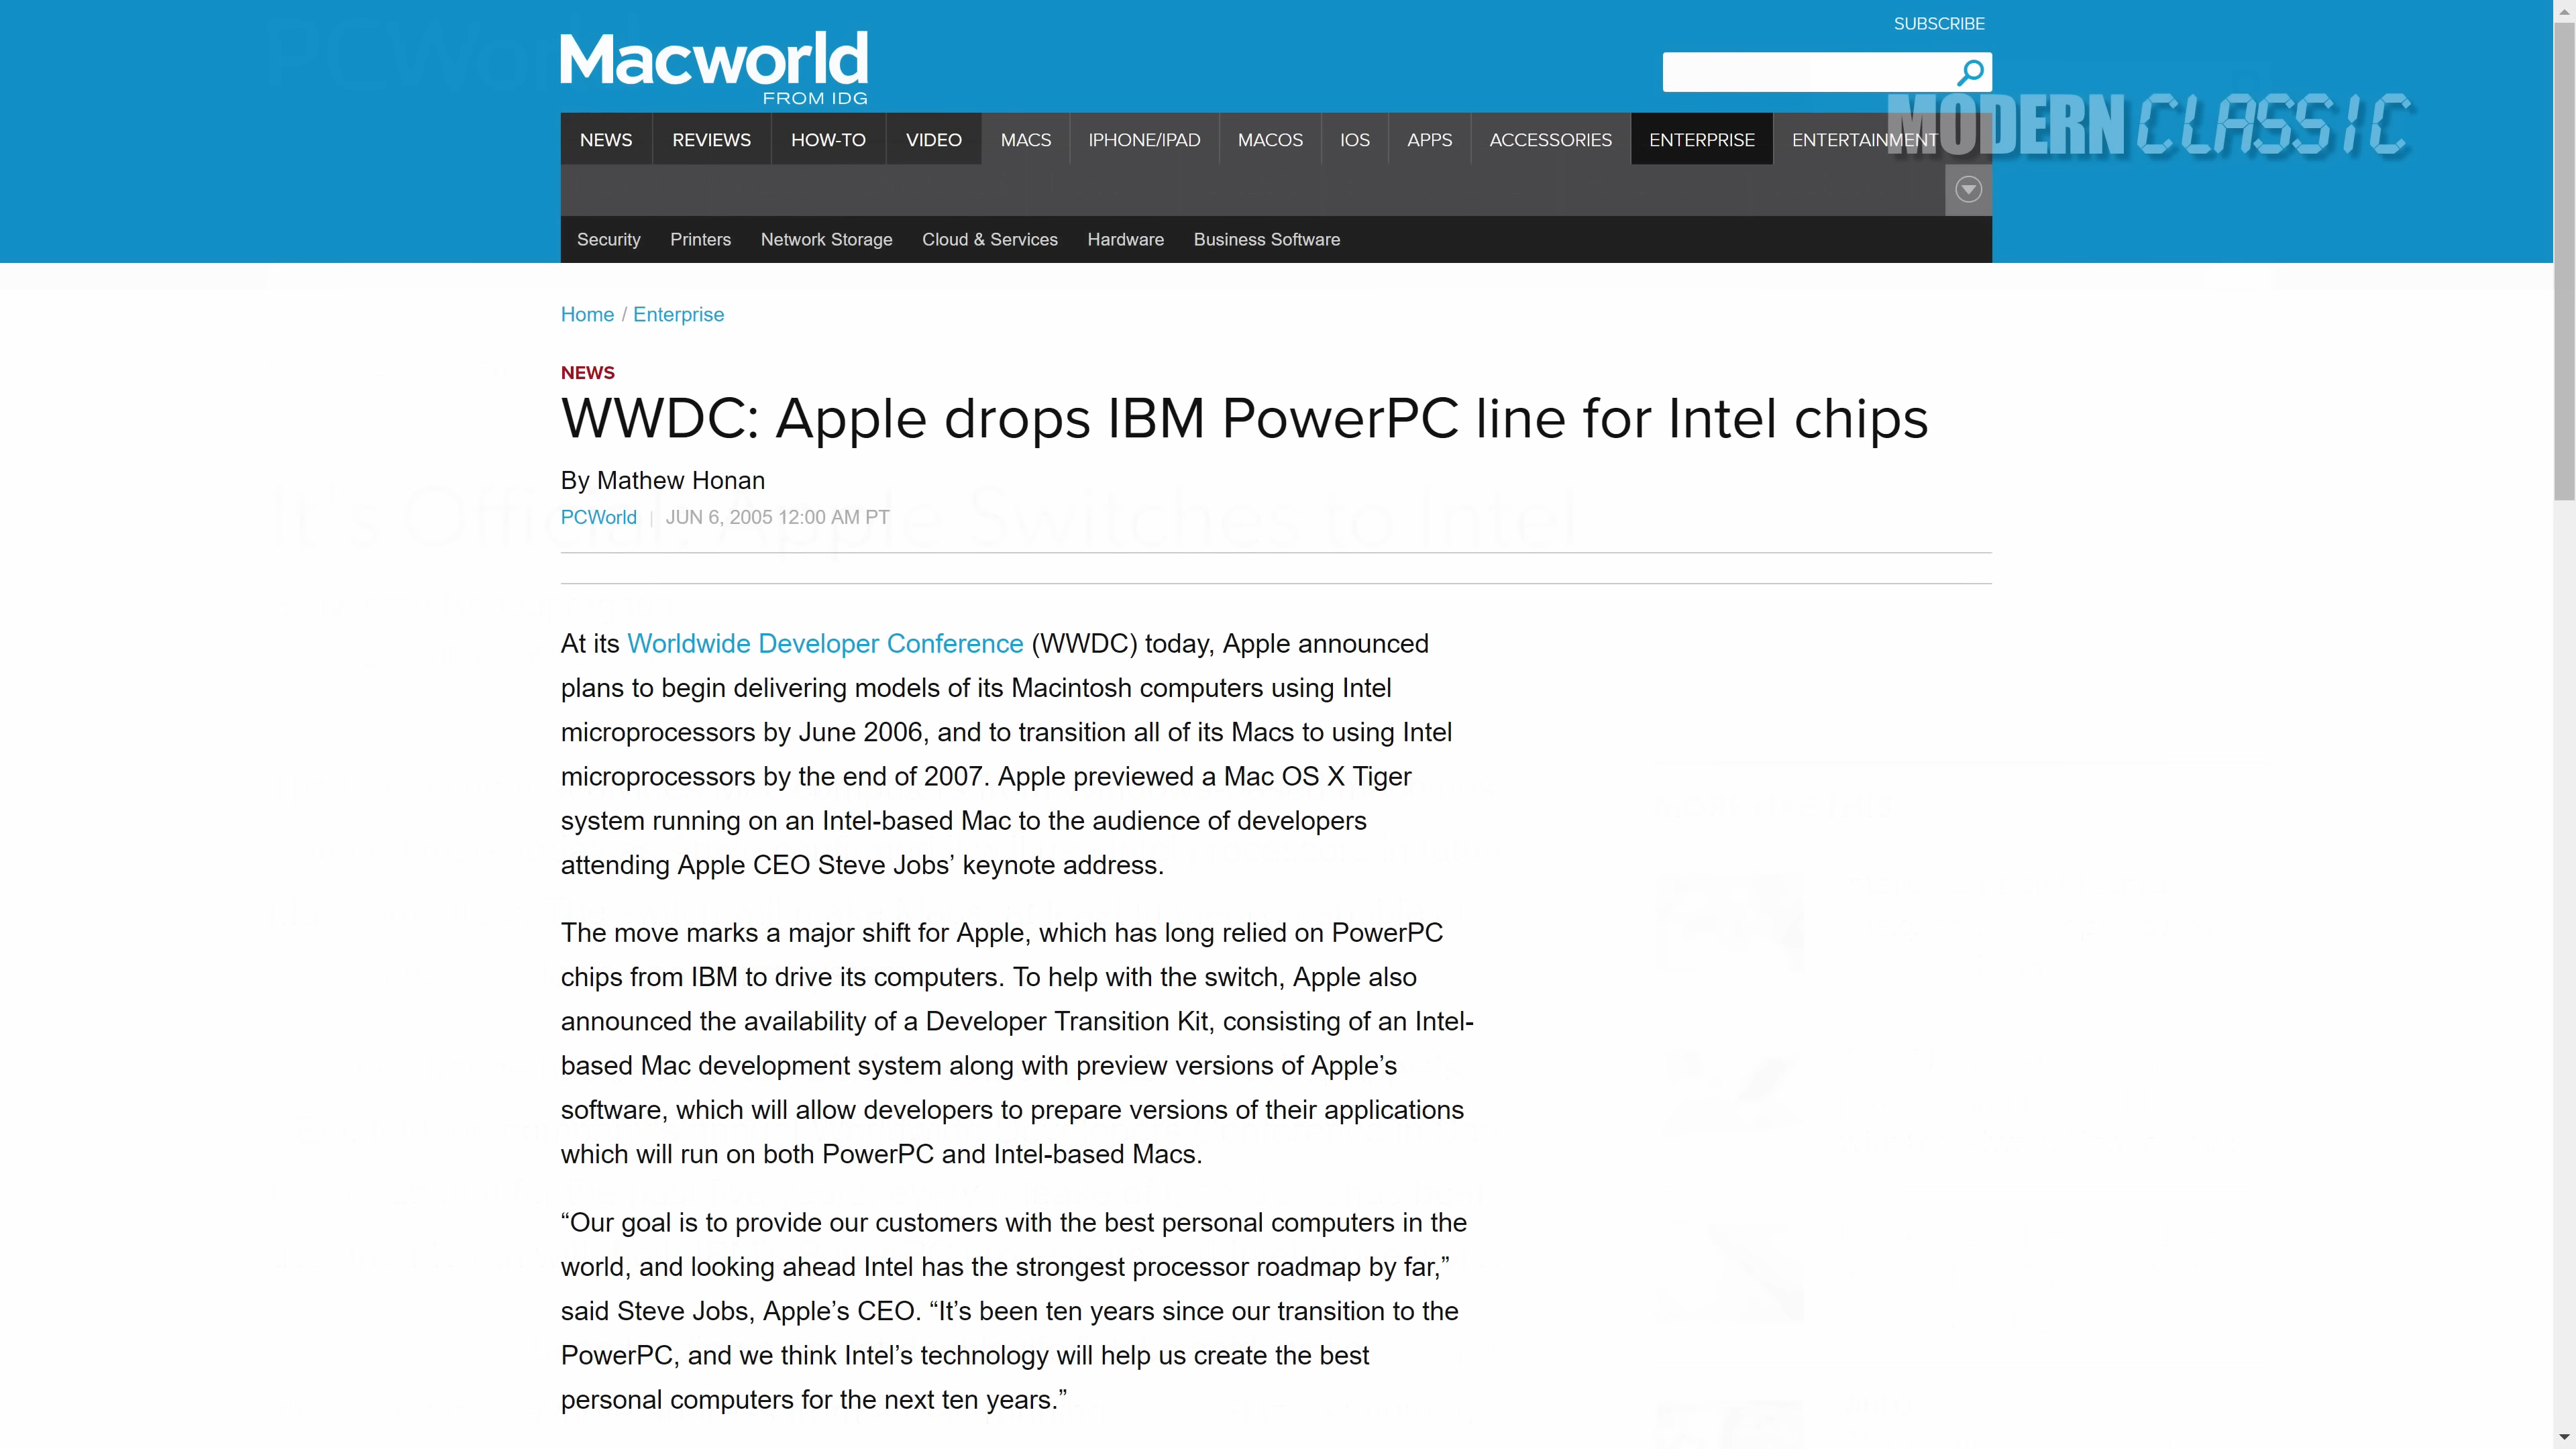 PCWor
Macworld
FROM IDG
SUBSCRIBE
MODERN CLASSIC
NEWS REVIEWS HOW-TO VIDEO MACS IPHONE/IPAD MACOS IOS APPS ACCESSORIES ENTERPRISE ENTERTAINMENT
Security Printers Network Storage Cloud & Services Hardware Business Software
Home / Enterprise
NEWS
WWDC: Apple drops IBM PowerPC line for Intel chips
By Mathew Honan
It's Official: Apple Switches to Intel
PCWorld | JUN 6, 2005 12:00 AM PT
At its Worldwide Developer Conference (WWDC) today, Apple announced
plans to begin delivering models of its Macintosh computers using Intel
microprocessors by June 2006, and to transition all of its Macs to using Intel
microprocessors by the end of 2007. Apple previewed a Mac OS X Tiger
system running on an Intel-based Mac to the audience of developers
attending Apple CEO Steve Jobs’ keynote address.
The move marks a major shift for Apple, which has long relied on PowerPC
chips from IBM to drive its computers. To help with the switch, Apple also
announced the availability of a Developer Transition Kit, consisting of an Intel-
based Mac development system along with preview versions of Apple’s
software, which will allow developers to prepare versions of their applications
which will run on both PowerPC and Intel-based Macs.
“Our goal is to provide our customers with the best personal computers in the
world, and looking ahead Intel has the strongest processor roadmap by far,”
said Steve Jobs, Apple’s CEO. “It’s been ten years since our transition to the
PowerPC, and we think Intel’s technology will help us create the best
personal computers for the next ten years.”